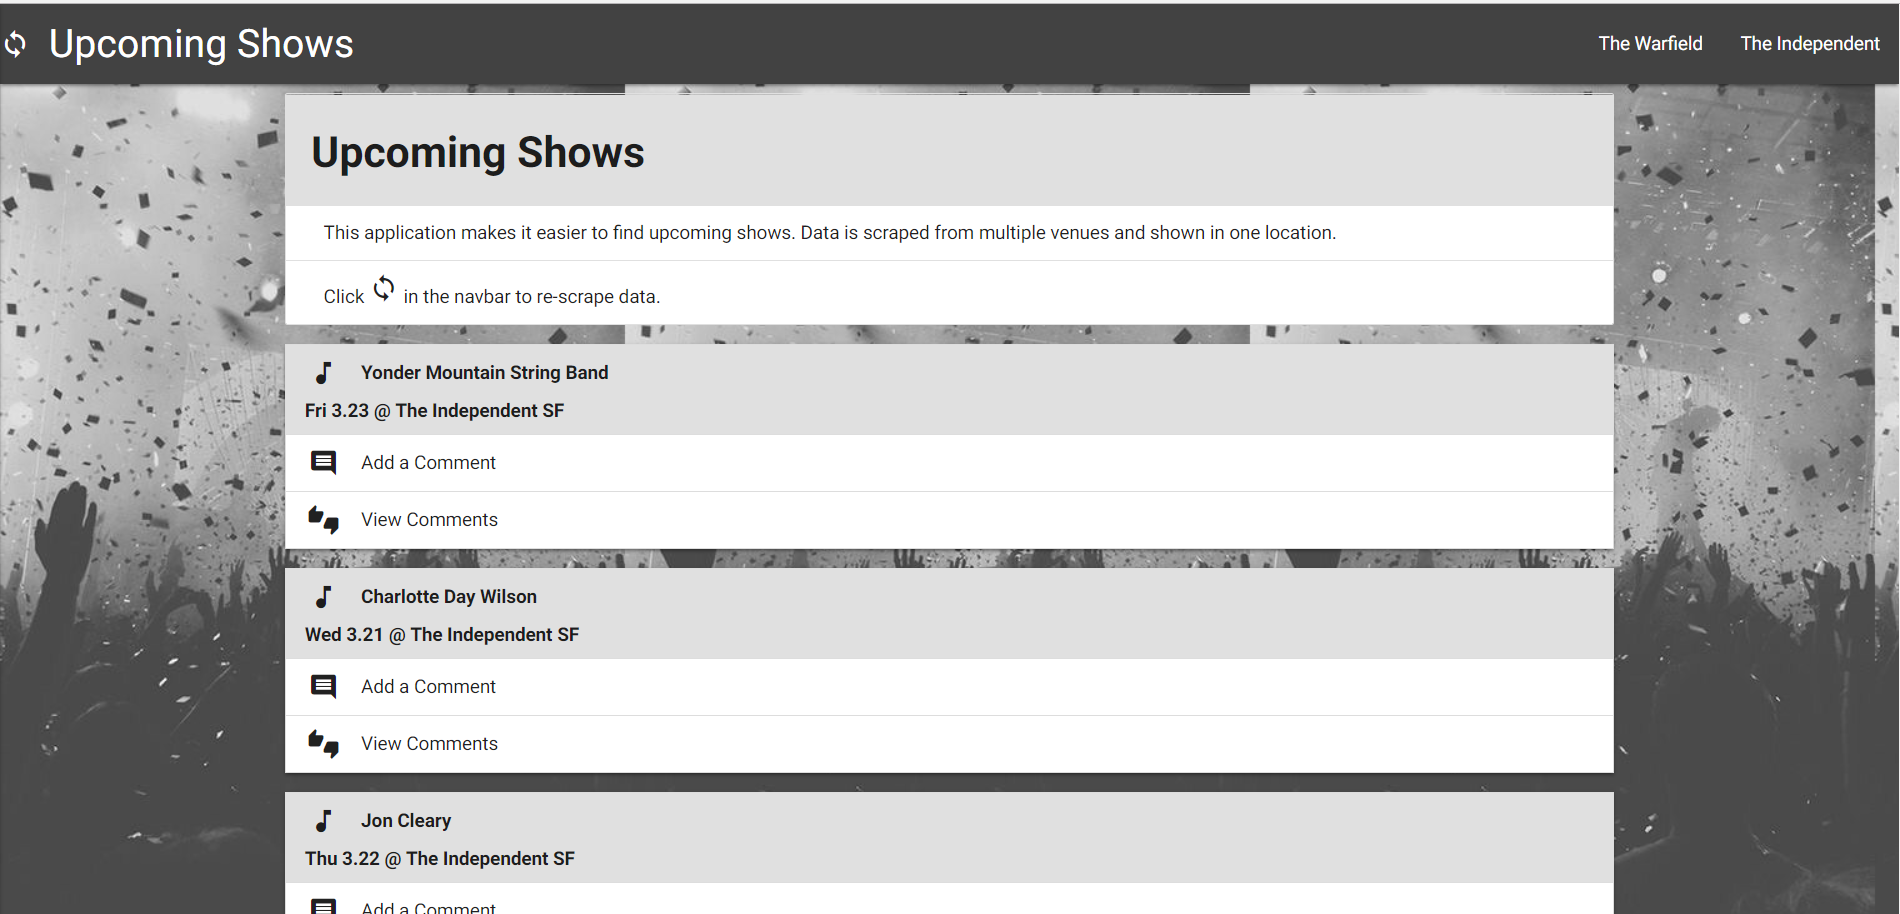 Upcoming Shows
The Warfield
The Independent
Upcoming Shows
This application makes it easier to find upcoming shows. Data is scraped from multiple venues and shown in one location.
Click in the navbar to re-scrape data.
Yonder Mountain String Band
Fri 3.23 @ The Independent SF
Add a Comment
View Comments
Charlotte Day Wilson
Wed 3.21 @ The Independent SF
Add a Comment
View Comments
Jon Cleary
Thu 3.22 @ The Independent SF
Add a Comment